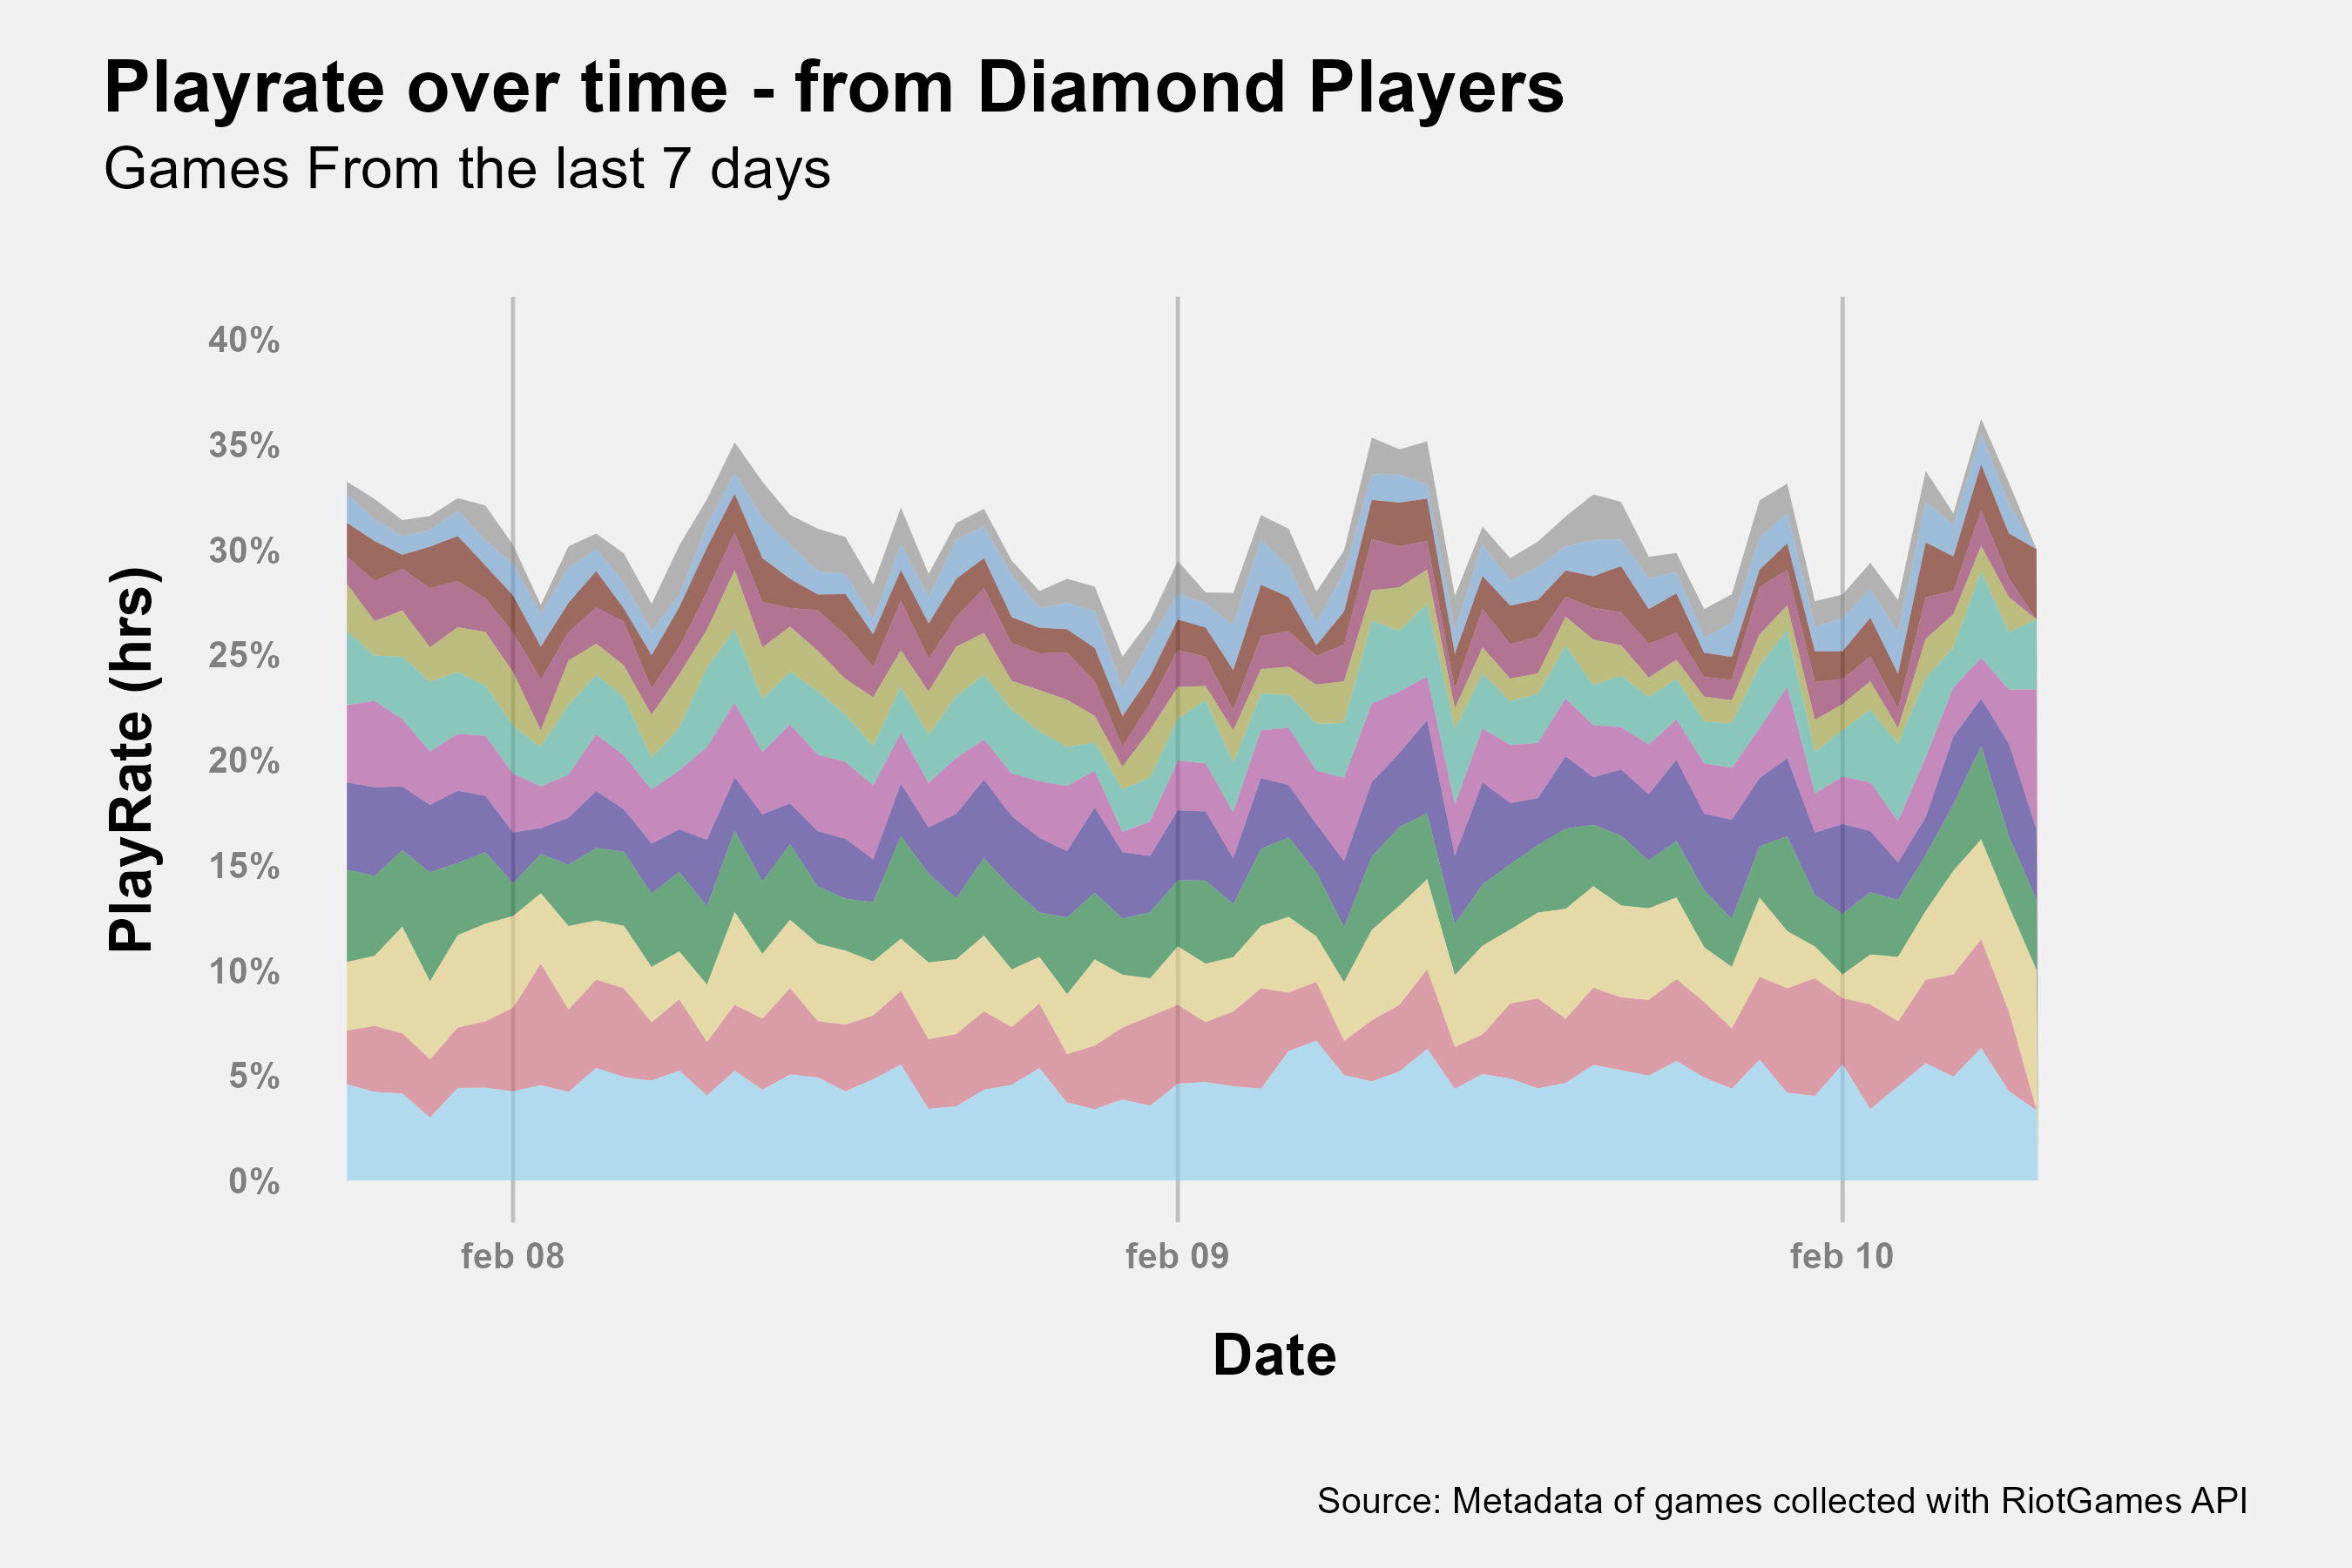 Playrate over time - from Diamond Players
Games From the last 7 days
PlayRate (hrs)
40%
35%
30%
25%
20%
15%
10%
5%
0%
feb 08
feb 09
feb 10
Date
Source: Metadata of games collected with RiotGames API